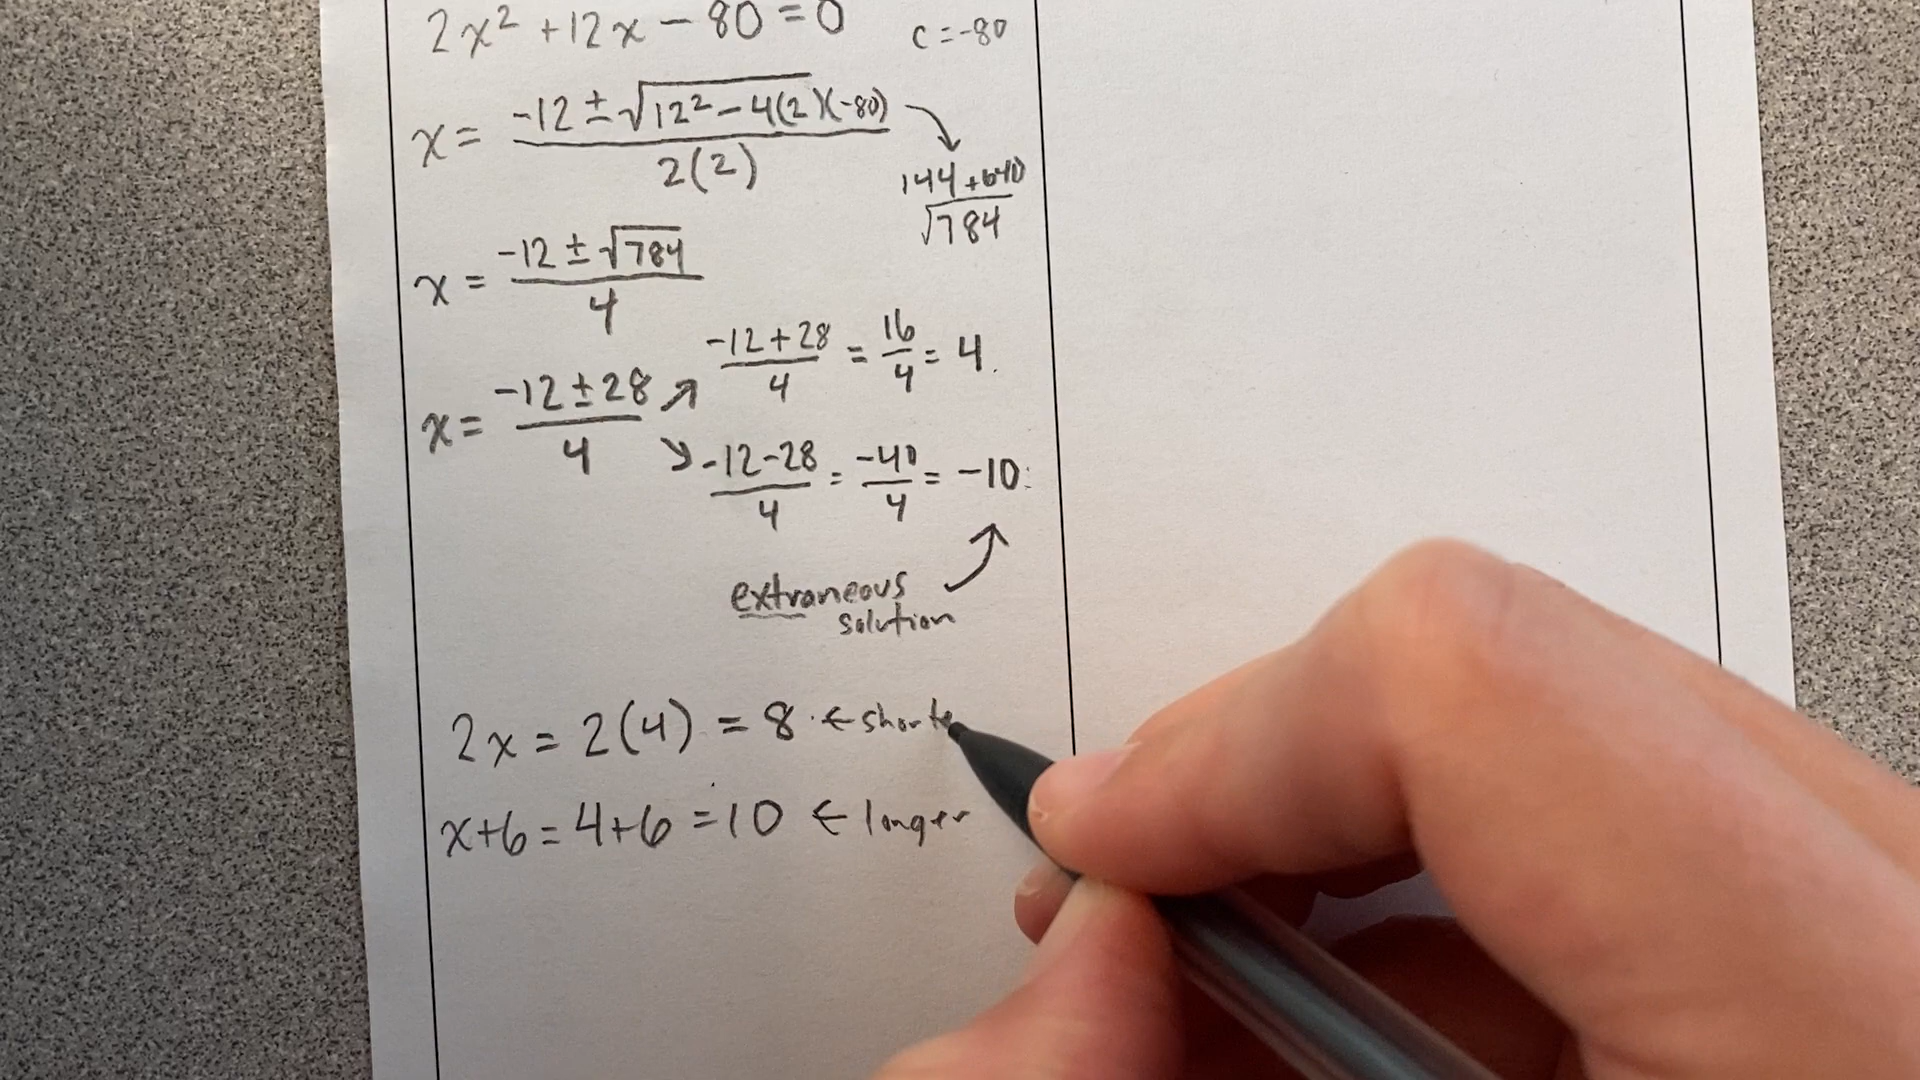 2x² + 12x - 80 = 0
c = -80
x = (-12 ± √(12² - 4(2)(-80))) / 2(2)
144 + 640
√784
x = (-12 ± √784) / 4
x = (-12 ± 28) / 4 ↗ (-12 + 28) / 4 = 16/4 = 4
↘ (-12 - 28) / 4 = -40/4 = -10
extraneous
solution
2x = 2(4) = 8 ← shorte
x+6 = 4+6 = 10 ← longer